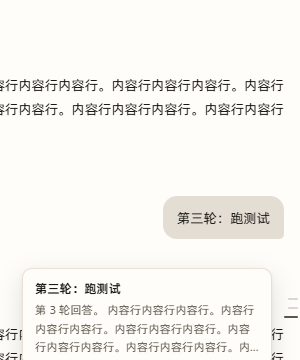 容行内容行内容行。内容行内容行内容行。内容行
容行内容行。内容行内容行内容行。内容行内容行
第三轮：跑测试
第三轮：跑测试
第 3 轮回答。 内容行内容行内容行。内容行
内容行内容行。内容行内容行内容行。内容
行内容行内容行。内容行内容行内容行。内…
容行
行